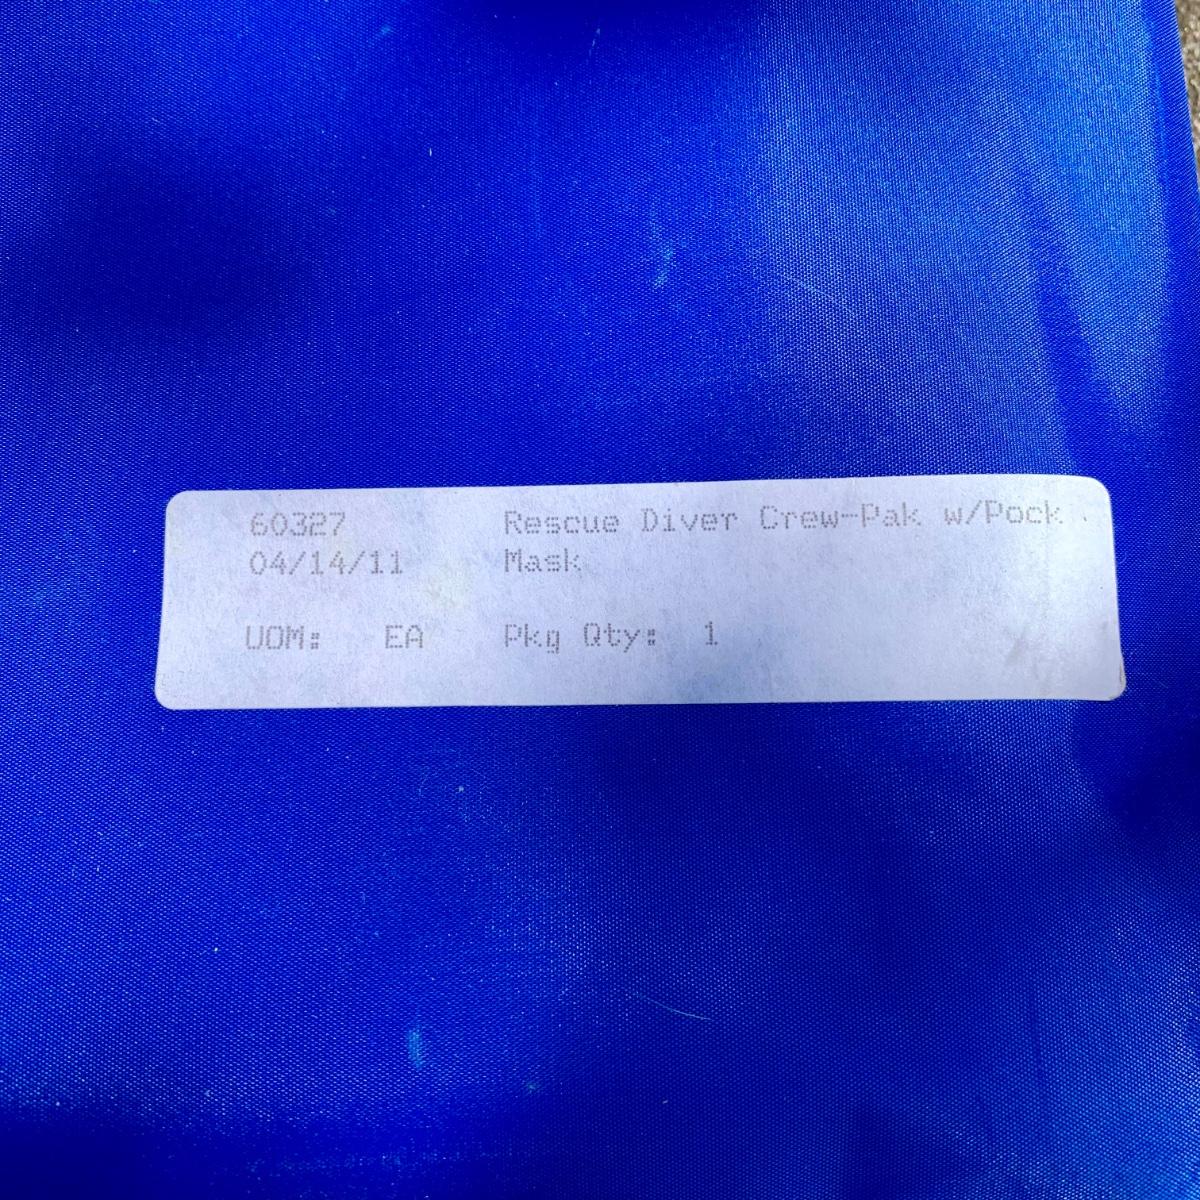 60327 Rescue Diver Crew-Pak w/Pock
04/14/11 Mask
UOM: EA Pkg Qty: 1